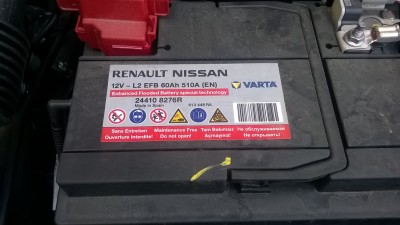 RENAULT NISSAN
12V – L2 EFB 60Ah 510A (EN)
VARTA
Enhanced Flooded Battery special technology
24410 8276R
Made in Spain
Sans Entretien
Ouverture interdite!
Maintenance Free
Do not open!
Tam Bakımsız
Açmayınız!
Не обслуживаемое
Не открывать!